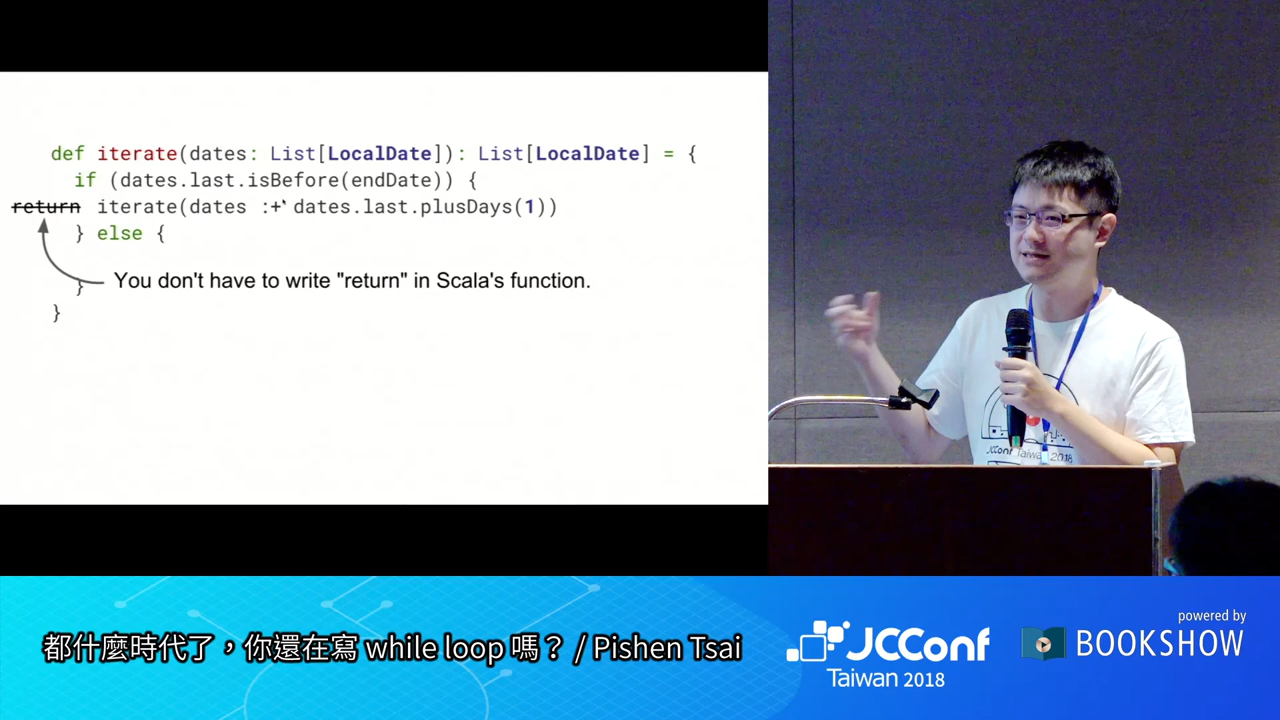 def iterate(dates: List[LocalDate]): List[LocalDate] = {
if (dates.last.isBefore(endDate)) {
return iterate(dates :+ dates.last.plusDays(1))
} else {
You don't have to write "return" in Scala's function.
}
}
JCConf Taiwan 2018
都什麼時代了，你還在寫 while loop 嗎？ / Pishen Tsai
JCConf
Taiwan 2018
powered by
BOOKSHOW